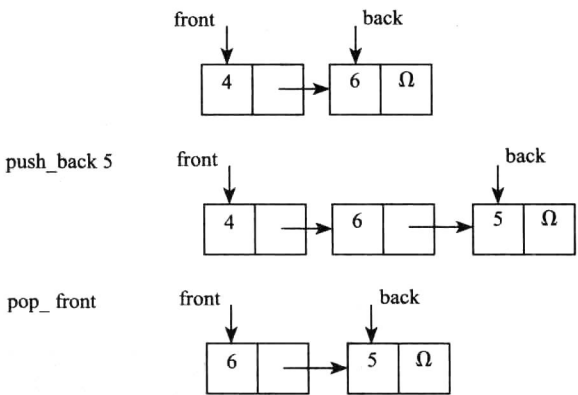 front back
4 6 Ω
push_back 5 front back
4 6 5 Ω
pop_ front front back
6 5 Ω